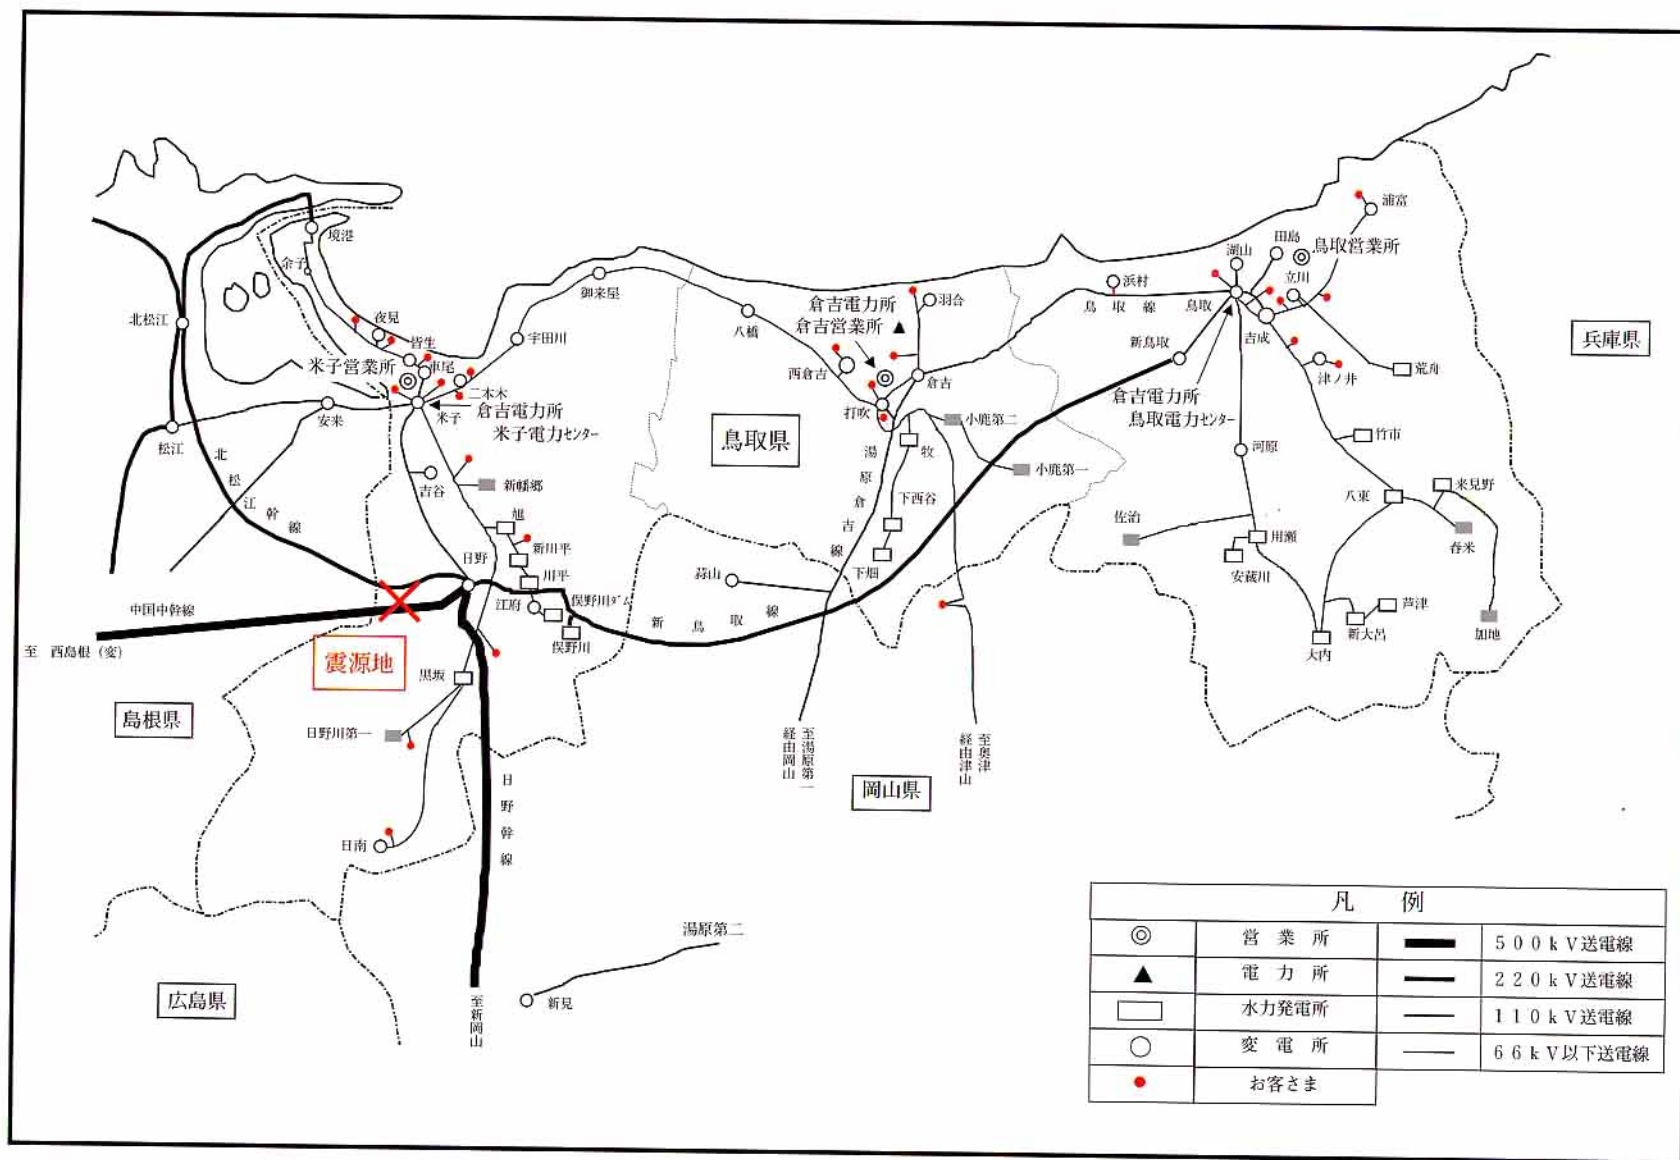 境港
余子
北松江
夜見
皆生
車尾
米子営業所
二本木
米子
倉吉電力所
米子電力センター
安来
松江
宇田川
御来屋
八橋
倉吉電力所
倉吉営業所
羽合
西倉吉
倉吉
打吹
鳥取県
浜村
鳥取線
鳥取
湖山
田島
鳥取営業所
立川
浦富
吉成
新鳥取
倉吉電力所
鳥取電力センター
津ノ井
荒舟
兵庫県
北松江幹線
吉谷
新幡郷
旭
新川平
川平
日野
江府
俣野川ダム
俣野川
小鹿第二
小鹿第一
牧
湯原倉吉線
下西谷
下畑
蒜山
新鳥取線
河原
竹市
八東
来見野
舂米
佐治
用瀬
安蔵川
芦津
新大呂
大内
加地
中国中幹線
至 西島根(変)
震源地
黒坂
島根県
日野川第一
日南
日野幹線
至新岡山
至湯原第一
経由岡山
至奥津
経由津山
岡山県
広島県
湯原第二
新見
凡 例
営業所
500kV送電線
電力所
220kV送電線
水力発電所
110kV送電線
変電所
66kV以下送電線
お客さま